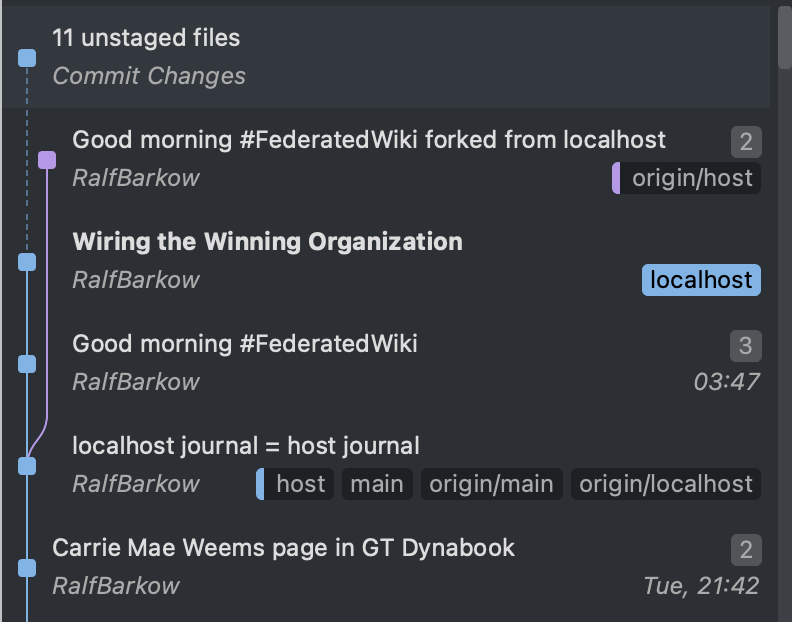 11 unstaged files
Commit Changes
Good morning #FederatedWiki forked from localhost 2
RalfBarkow origin/host
Wiring the Winning Organization
RalfBarkow localhost
Good morning #FederatedWiki 3
RalfBarkow 03:47
localhost journal = host journal
RalfBarkow host main origin/main origin/localhost
Carrie Mae Weems page in GT Dynabook 2
RalfBarkow Tue, 21:42